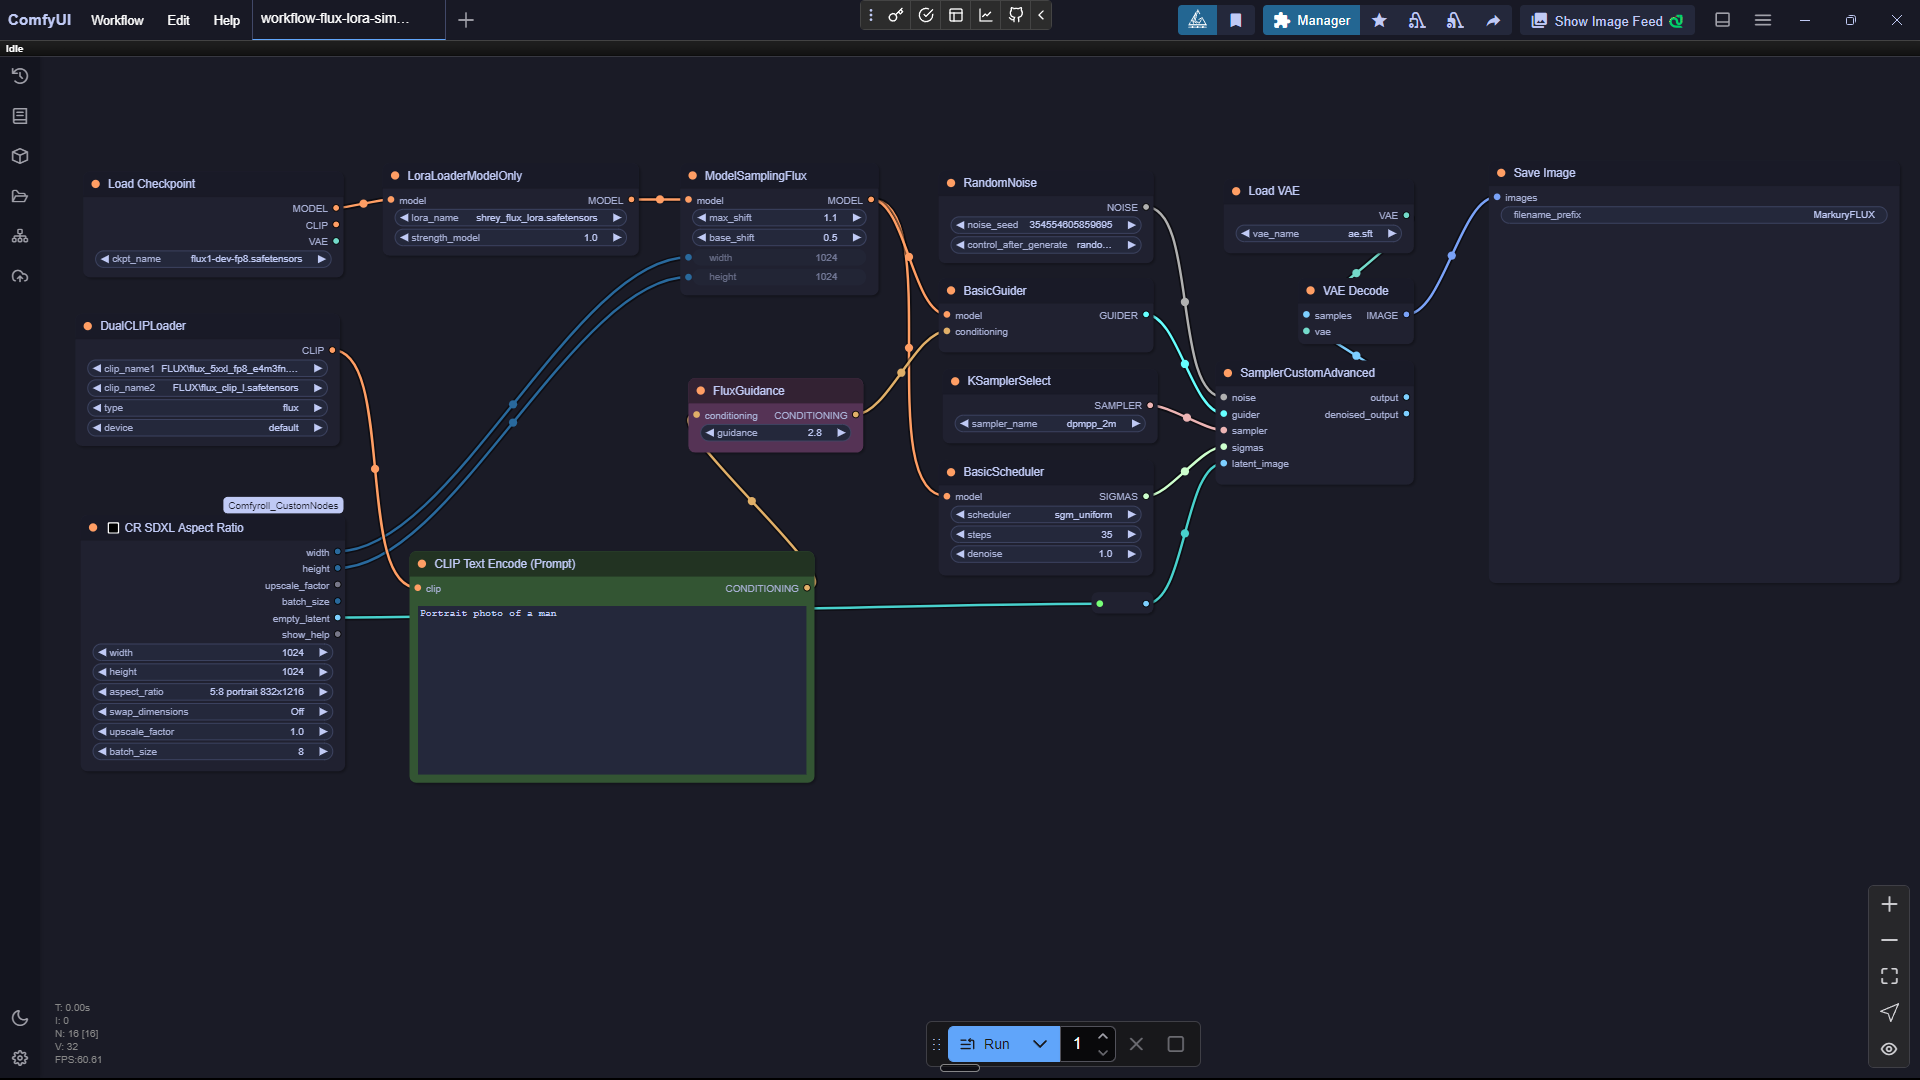 ComfyUI Workflow Edit Help workflow-flux-lora-sim... Manager Show Image Feed
Idle
Load Checkpoint
MODEL
CLIP
VAE
ckpt_name flux1-dev-fp8.safetensors
LoraLoaderModelOnly
model MODEL
lora_name shrey_flux_lora.safetensors
strength_model 1.0
ModelSamplingFlux
model MODEL
max_shift 1.1
base_shift 0.5
width 1024
height 1024
RandomNoise
NOISE
noise_seed 354554605859695
control_after_generate rando...
Load VAE
VAE
vae_name ae.sft
Save Image
images
filename_prefix MarkuryFLUX
DualCLIPLoader
CLIP
clip_name1 FLUX\flux_5xxl_fp8_e4m3fn....
clip_name2 FLUX\flux_clip_l.safetensors
type flux
device default
BasicGuider
model GUIDER
conditioning
VAE Decode
samples IMAGE
vae
FluxGuidance
conditioning CONDITIONING
guidance 2.8
KSamplerSelect
SAMPLER
sampler_name dpmpp_2m
SamplerCustomAdvanced
noise output
guider denoised_output
sampler
sigmas
latent_image
BasicScheduler
model SIGMAS
scheduler sgm_uniform
steps 35
denoise 1.0
Comfyroll_CustomNodes
CR SDXL Aspect Ratio
width
height
upscale_factor
batch_size
empty_latent
show_help
width 1024
height 1024
aspect_ratio 5:8 portrait 832x1216
swap_dimensions Off
upscale_factor 1.0
batch_size 8
CLIP Text Encode (Prompt)
clip CONDITIONING
Portrait photo of a man
T: 0.00s
I: 0
N: 16 [16]
V: 32
FPS:60.61
Run 1